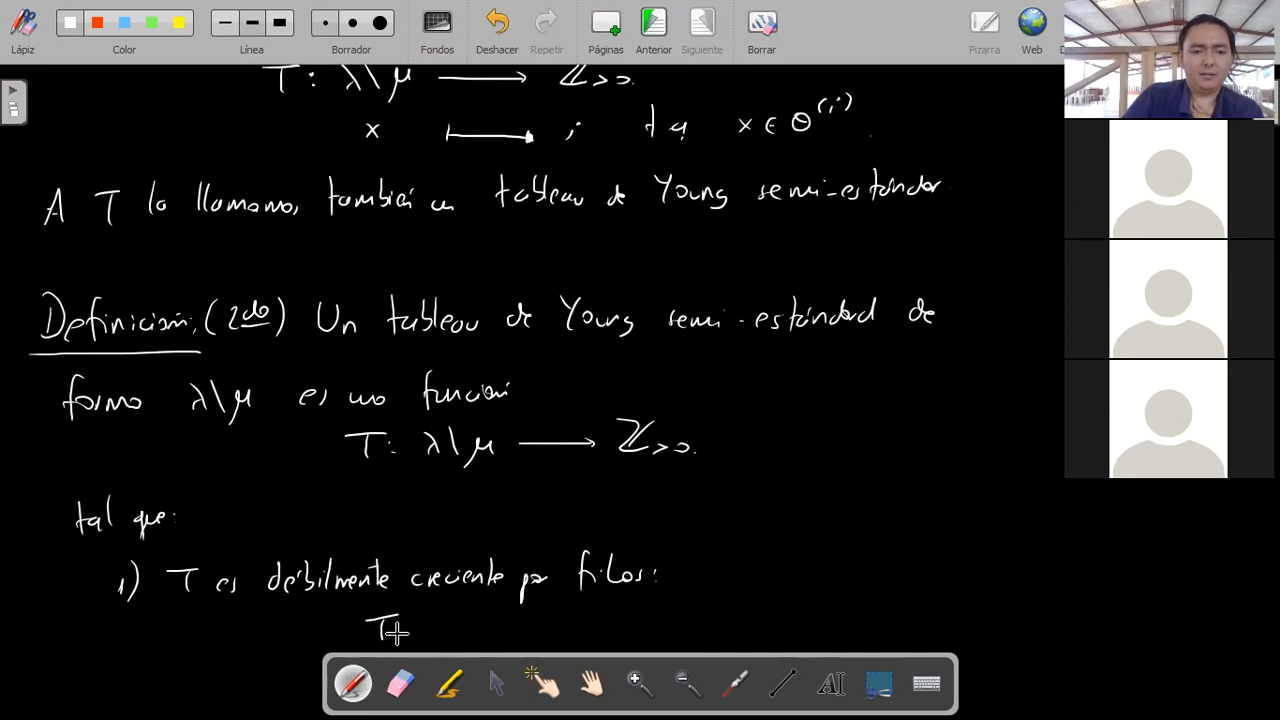 Lápiz Color Línea Borrador Fondos Deshacer Repetir Páginas Anterior Siguiente Borrar Pizarra Web
T : λ\μ ⟶ ℤ>0.
x ⟼ i t q x ∈ Θ^(i)
A T lo llamamos también un tableau de Young semi-estándar
Definición: (2da) Un tableau de Young semi-estándard de
forma λ\μ es una función
T: λ\μ ⟶ ℤ>0.
tal que:
1) T es débilmente creciente por filas:
T